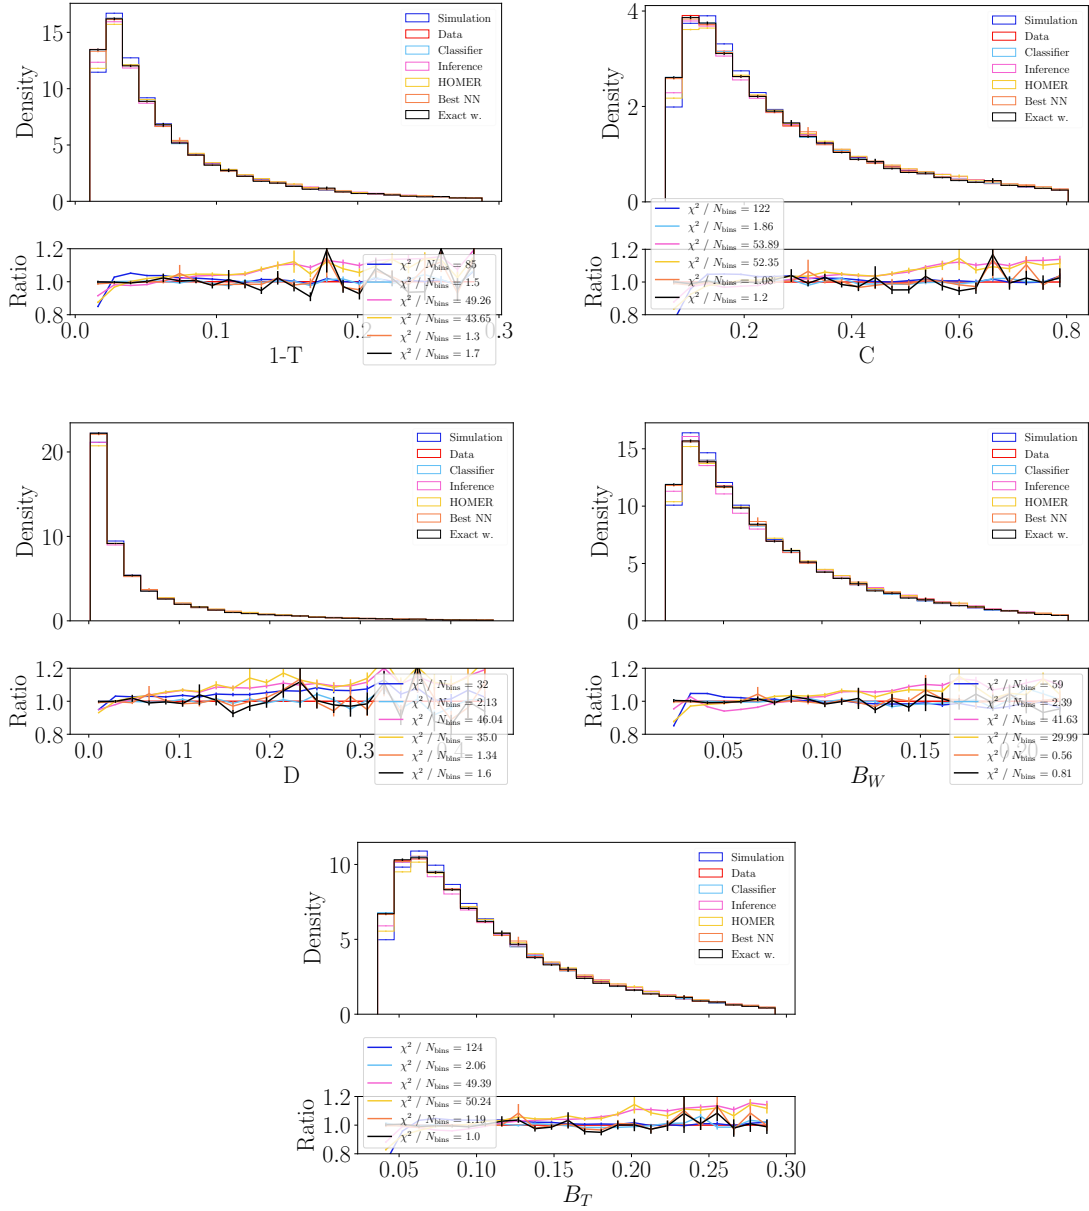 15
10
5
0
Density
Simulation
Data
Classifier
Inference
HOMER
Best NN
Exact w.
1.2
1.0
0.8
Ratio
χ² / N_bins = 85
χ² / N_bins = 1.5
χ² / N_bins = 49.26
χ² / N_bins = 43.65
χ² / N_bins = 1.3
χ² / N_bins = 1.7
0.0 0.1 0.2 0.3
1-T
4
2
0
Density
Simulation
Data
Classifier
Inference
HOMER
Best NN
Exact w.
1.2
1.0
0.8
Ratio
χ² / N_bins = 122
χ² / N_bins = 1.86
χ² / N_bins = 53.89
χ² / N_bins = 52.35
χ² / N_bins = 1.08
χ² / N_bins = 1.2
0.2 0.4 0.6 0.8
C
20
10
0
Density
Simulation
Data
Classifier
Inference
HOMER
Best NN
Exact w.
1.2
1.0
0.8
Ratio
χ² / N_bins = 32
χ² / N_bins = 2.13
χ² / N_bins = 46.04
χ² / N_bins = 35.0
χ² / N_bins = 1.34
χ² / N_bins = 1.6
0.0 0.1 0.2 0.3 0.4
D
15
10
5
0
Density
Simulation
Data
Classifier
Inference
HOMER
Best NN
Exact w.
1.2
1.0
0.8
Ratio
χ² / N_bins = 59
χ² / N_bins = 2.39
χ² / N_bins = 41.63
χ² / N_bins = 29.99
χ² / N_bins = 0.56
χ² / N_bins = 0.81
0.05 0.10 0.15 0.20
B_W
10
5
0
Density
Simulation
Data
Classifier
Inference
HOMER
Best NN
Exact w.
χ² / N_bins = 124
χ² / N_bins = 2.06
χ² / N_bins = 49.39
χ² / N_bins = 50.24
χ² / N_bins = 1.19
χ² / N_bins = 1.0
1.2
1.0
0.8
Ratio
0.05 0.10 0.15 0.20 0.25 0.30
B_T